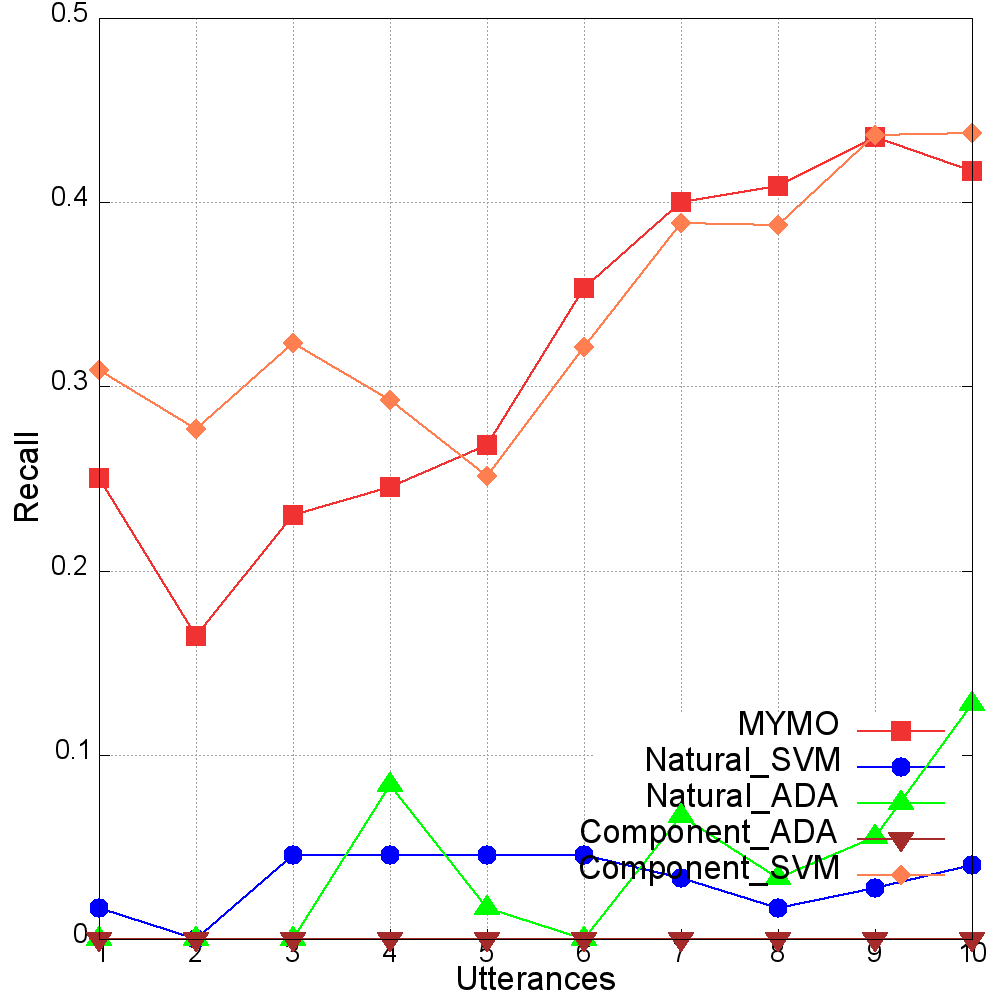 0.5
0.4
0.3
0.2
0.1
0
Recall
MYMO
Natural_SVM
Natural_ADA
Component_ADA
Component_SVM
1 2 3 4 5 6 7 8 9 10
Utterances